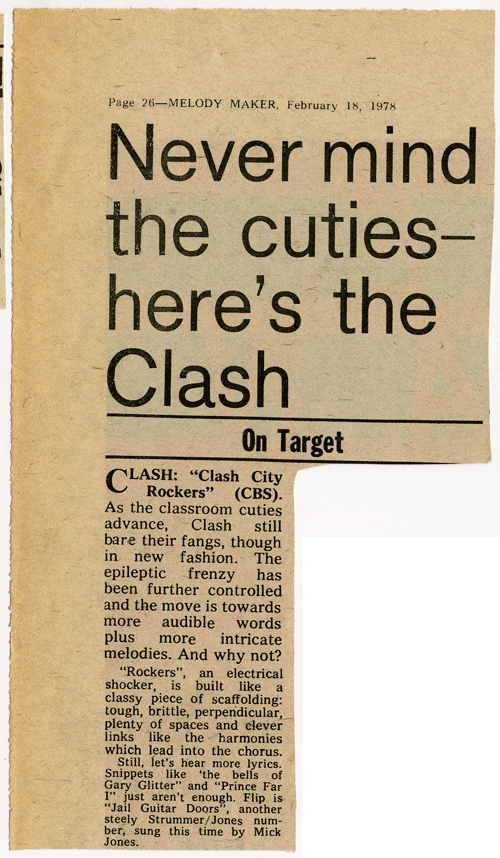 Page 26—MELODY MAKER, February 18, 1978
Never mind
the cuties—
here's the
Clash
On Target
CLASH: "Clash City
Rockers" (CBS).
As the classroom cuties
advance, Clash still
bare their fangs, though
in new fashion. The
epileptic frenzy has
been further controlled
and the move is towards
more audible words
plus more intricate
melodies. And why not?
"Rockers", an electrical
shocker, is built like a
classy piece of scaffolding:
tough, brittle, perpendicular,
plenty of spaces and clever
links like the harmonies
which lead into the chorus.
Still, let's hear more lyrics.
Snippets like 'the bells of
Gary Glitter" and "Prince Far
I" just aren't enough. Flip is
"Jail Guitar Doors", another
steely Strummer/Jones num-
ber, sung this time by Mick
Jones.